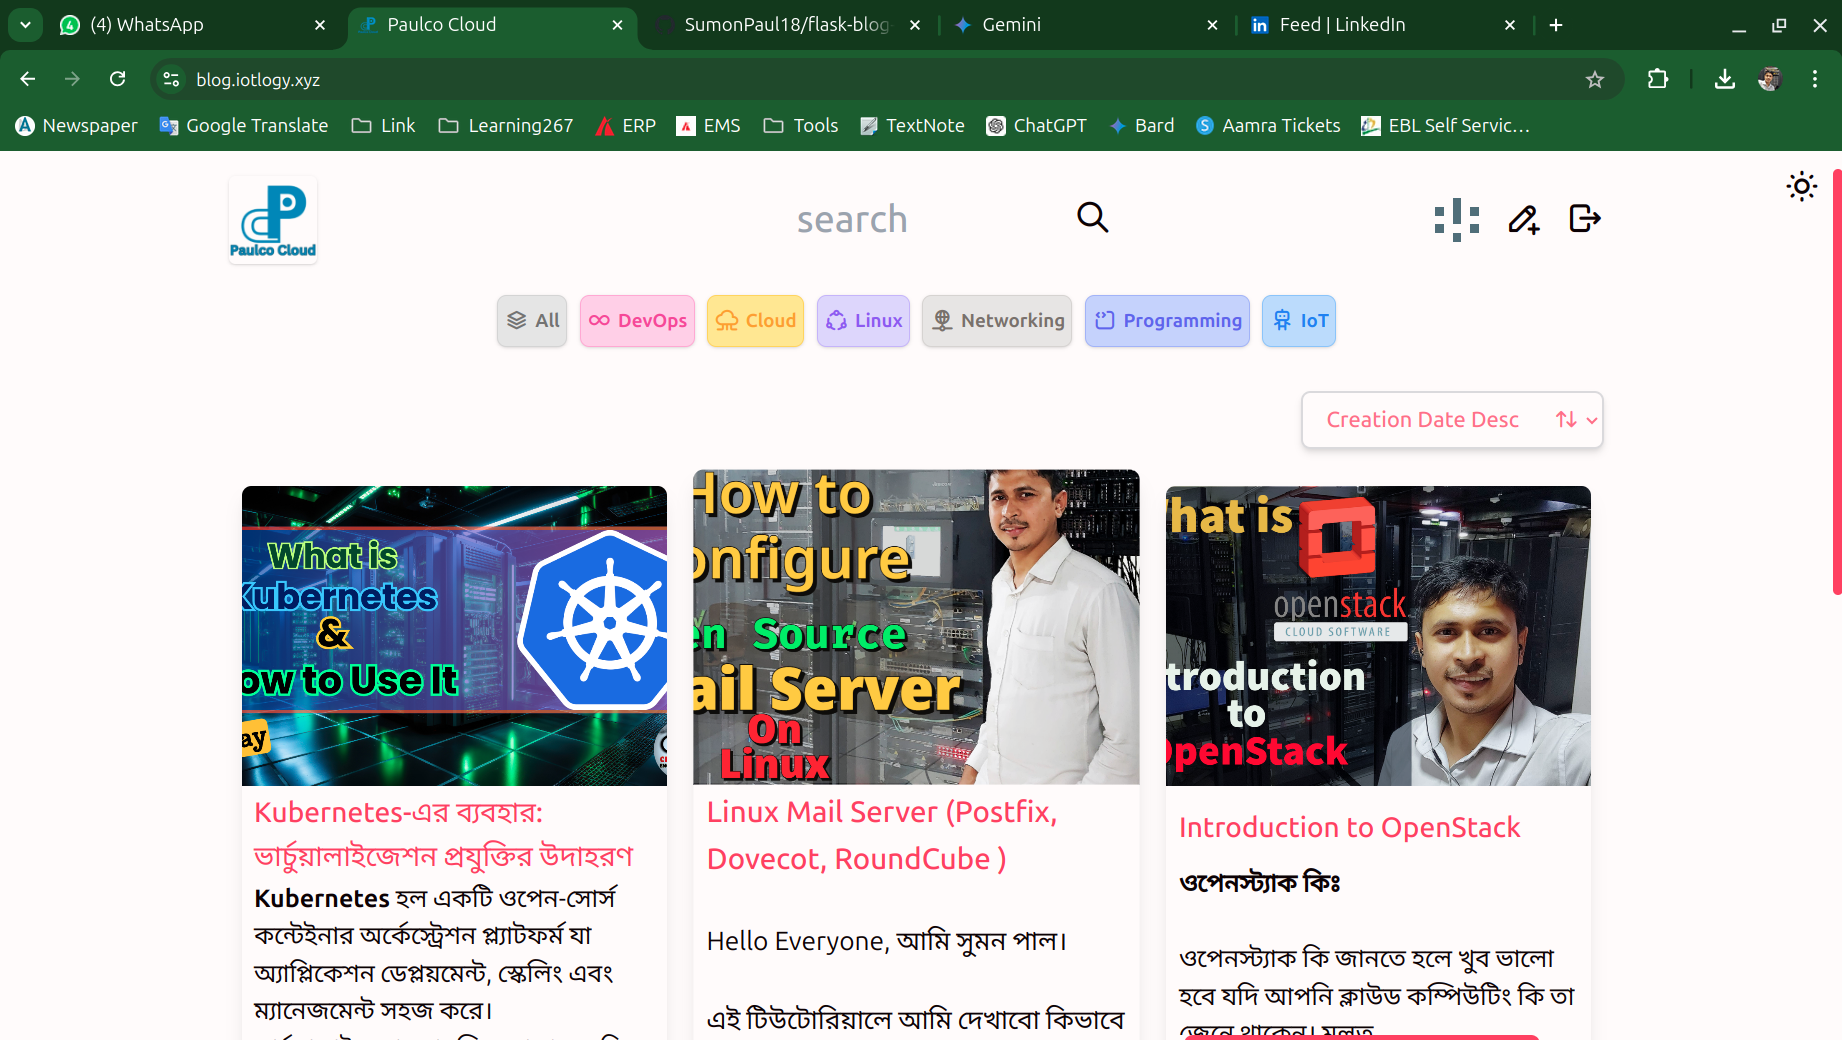 (4) WhatsApp
Paulco Cloud
SumonPaul18/flask-blog
Gemini
Feed | LinkedIn
blog.iotlogy.xyz
Newspaper
Google Translate
Link
Learning267
ERP
EMS
Tools
TextNote
ChatGPT
Bard
Aamra Tickets
EBL Self Servic...
Paulco Cloud
search
All
DevOps
Cloud
Linux
Networking
Programming
IoT
Creation Date Desc
What is
Kubernetes
&
ow to Use It
ay
How to
onfigure
en Source
ail Server
On
Linux
hat is
openstack
CLOUD SOFTWARE
troduction
to
OpenStack
Kubernetes-এর ব্যবহার:
ভার্চুয়ালাইজেশন প্রযুক্তির উদাহরণ
Kubernetes হল একটি ওপেন-সোর্স
কন্টেইনার অর্কেস্ট্রেশন প্ল্যাটফর্ম যা
অ্যাপ্লিকেশন ডেপ্লয়মেন্ট, স্কেলিং এবং
ম্যানেজমেন্ট সহজ করে।
Linux Mail Server (Postfix,
Dovecot, RoundCube )
Hello Everyone, আমি সুমন পাল।
এই টিউটোরিয়ালে আমি দেখাবো কিভাবে
Introduction to OpenStack
ওপেনস্ট্যাক কিঃ
ওপেনস্ট্যাক কি জানতে হলে খুব ভালো
হবে যদি আপনি ক্লাউড কম্পিউটিং কি তা
জেনে থাকেন। মূলত